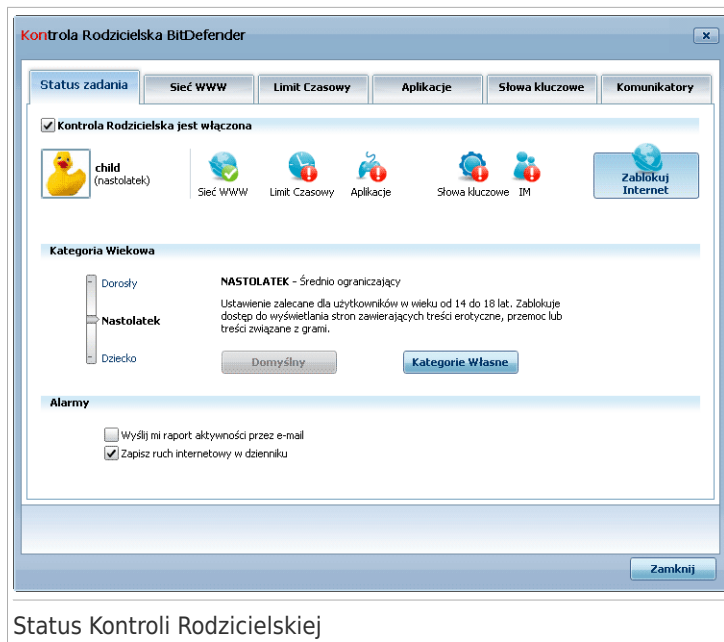 Kontrola Rodzicielska BitDefender
Status zadania
Sieć WWW
Limit Czasowy
Aplikacje
Słowa kluczowe
Komunikatory
Kontrola Rodzicielska jest włączona
child
(nastolatek)
Sieć WWW
Limit Czasowy
Aplikacje
Słowa kluczowe
IM
Zablokuj
Internet
Kategoria Wiekowa
Dorosły
Nastolatek
Dziecko
NASTOLATEK - Średnio ograniczający
Ustawienie zalecane dla użytkowników w wieku od 14 do 18 lat. Zablokuje
dostęp do wyświetlania stron zawierających treści erotyczne, przemoc lub
treści związane z grami.
Domyślny
Kategorie Własne
Alarmy
Wyślij mi raport aktywności przez e-mail
Zapisz ruch internetowy w dzienniku
Zamknij
Status Kontroli Rodzicielskiej